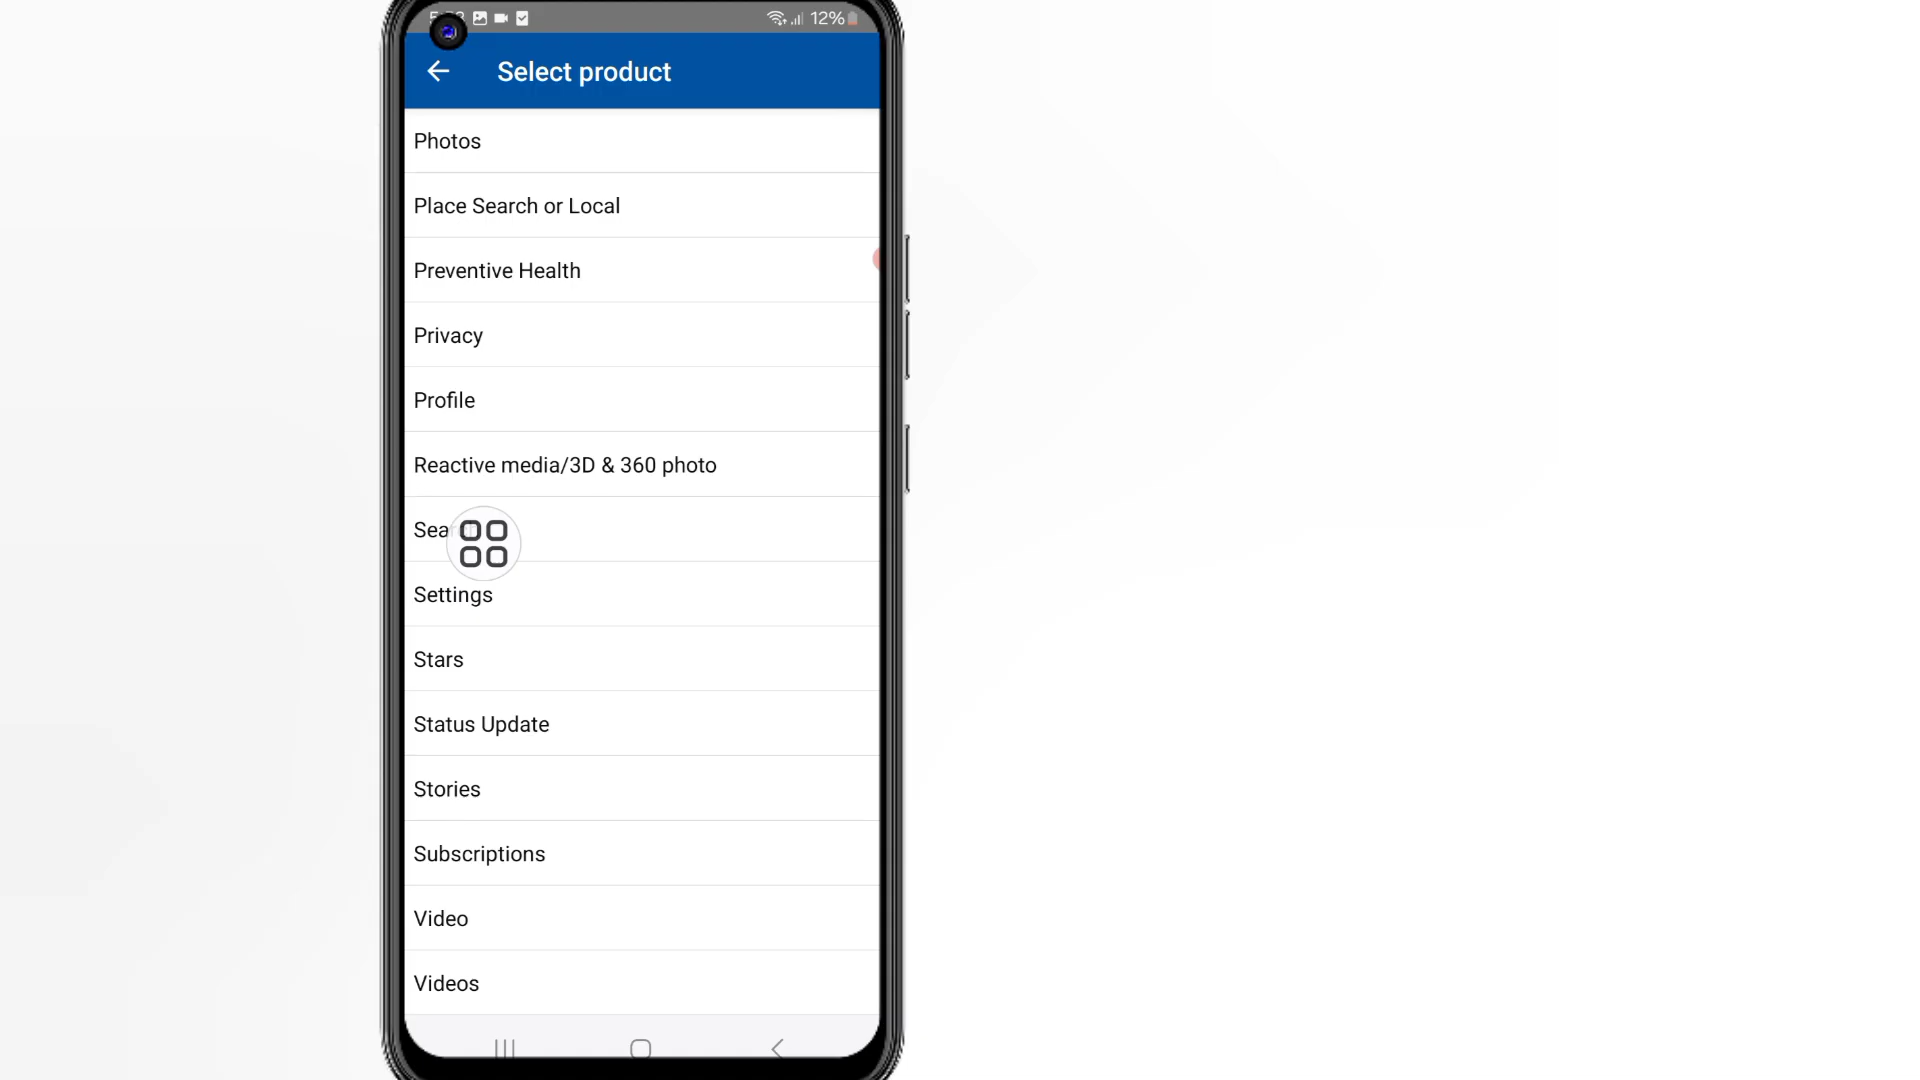 12%
Select product
Photos
Place Search or Local
Preventive Health
Privacy
Profile
Reactive media/3D & 360 photo
Settings
Stars
Status Update
Stories
Subscriptions
Video
Videos